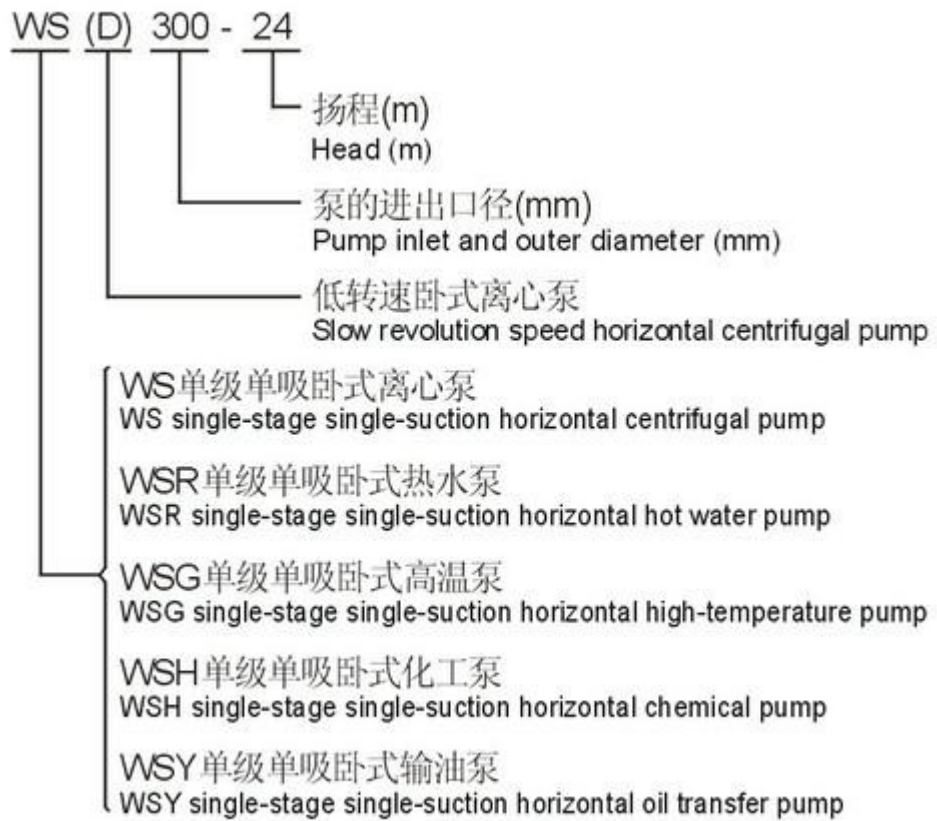 WS (D) 300 - 24
扬程(m)
Head (m)
泵的进出口径(mm)
Pump inlet and outer diameter (mm)
低转速卧式离心泵
Slow revolution speed horizontal centrifugal pump
WS单级单吸卧式离心泵
WS single-stage single-suction horizontal centrifugal pump
WSR单级单吸卧式热水泵
WSR single-stage single-suction horizontal hot water pump
WSG单级单吸卧式高温泵
WSG single-stage single-suction horizontal high-temperature pump
WSH单级单吸卧式化工泵
WSH single-stage single-suction horizontal chemical pump
WSY单级单吸卧式输油泵
WSY single-stage single-suction horizontal oil transfer pump